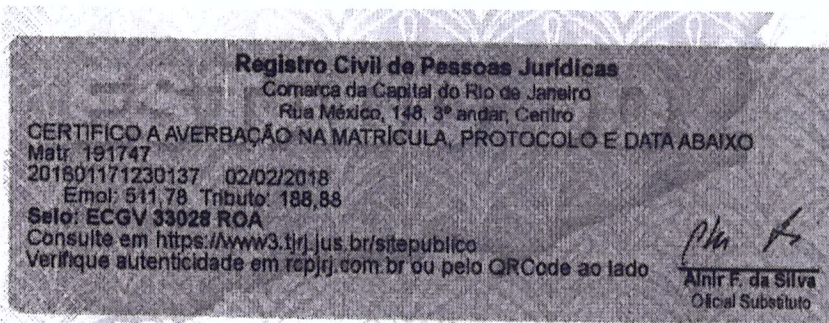 Registro Civil de Pessoas Jurídicas
Comarca da Capital do Rio de Janeiro
Rua México, 148, 3º andar, Centro
CERTIFICO A AVERBAÇÃO NA MATRÍCULA, PROTOCOLO E DATA ABAIXO
Matr. 191747
201801171230137 02/02/2018
Emol: 511,78 Tributo: 188,88
Selo: ECGV 33028 ROA
Consulte em https://www3.tjrj.jus.br/sitepublico
Verifique autenticidade em rcpjrj.com.br ou pelo QRCode ao lado
Alnir F. da Silva
Oficial Substituto